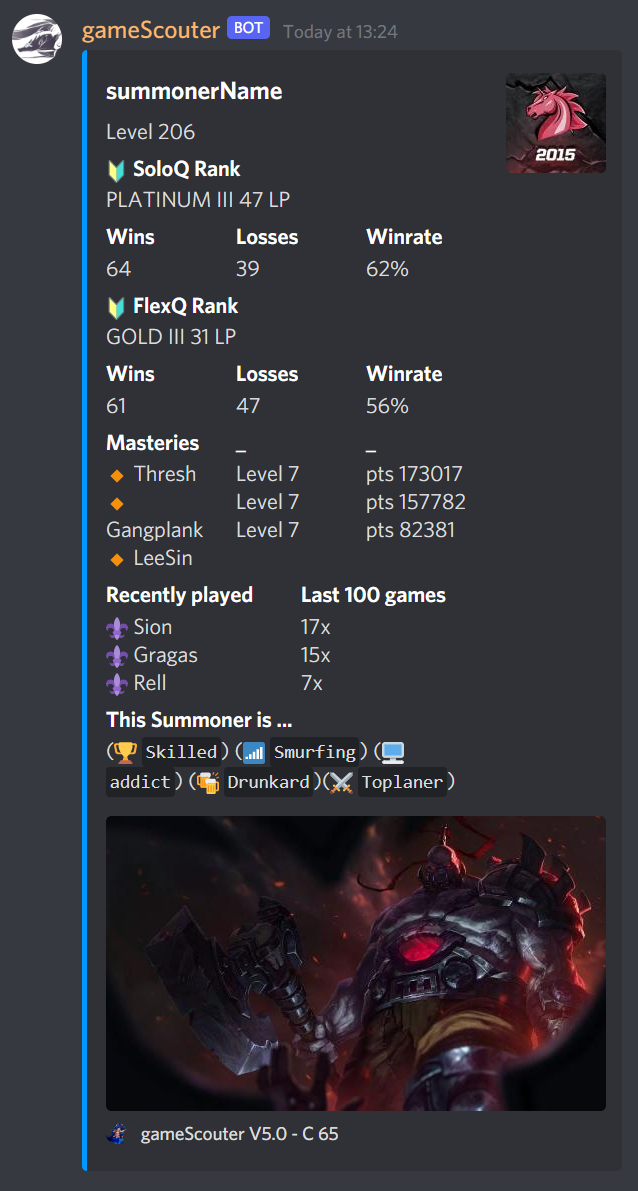 gameScouter BOT Today at 13:24
summonerName
2015
Level 206
SoloQ Rank
PLATINUM III 47 LP
Wins Losses Winrate
64 39 62%
FlexQ Rank
GOLD III 31 LP
Wins Losses Winrate
61 47 56%
Masteries _ _
Thresh Level 7 pts 173017
Level 7 pts 157782
Gangplank Level 7 pts 82381
LeeSin
Recently played Last 100 games
Sion 17x
Gragas 15x
Rell 7x
This Summoner is ...
( Skilled) ( Smurfing) (
addict) ( Drunkard)( Toplaner)
gameScouter V5.0 - C 65